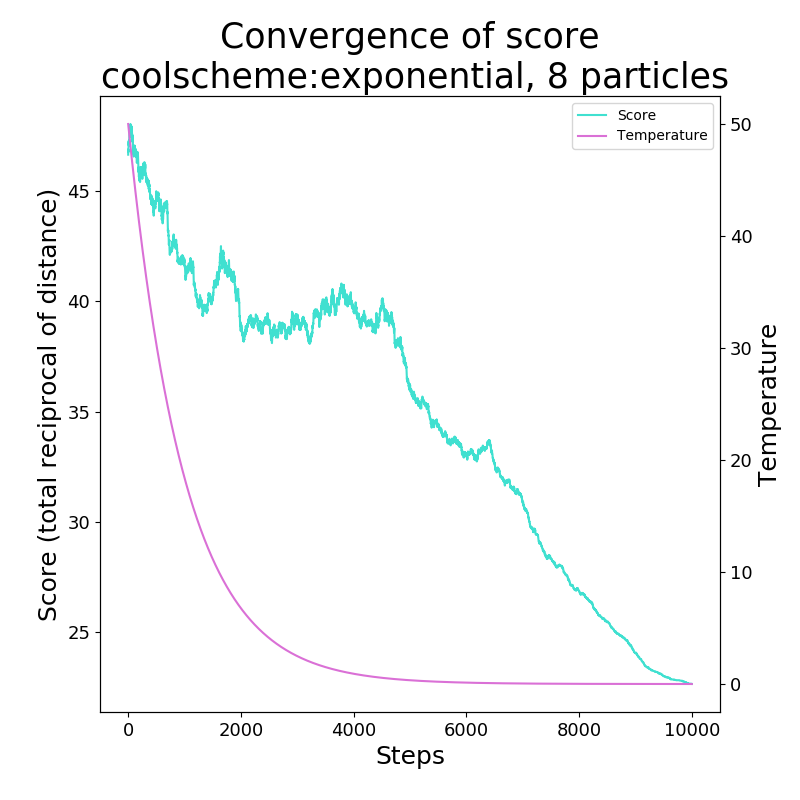 Convergence of score
coolscheme:exponential, 8 particles
Score
Temperature
Score (total reciprocal of distance)
45
40
35
30
25
50
40
30
20
10
0
Temperature
0 2000 4000 6000 8000 10000
Steps